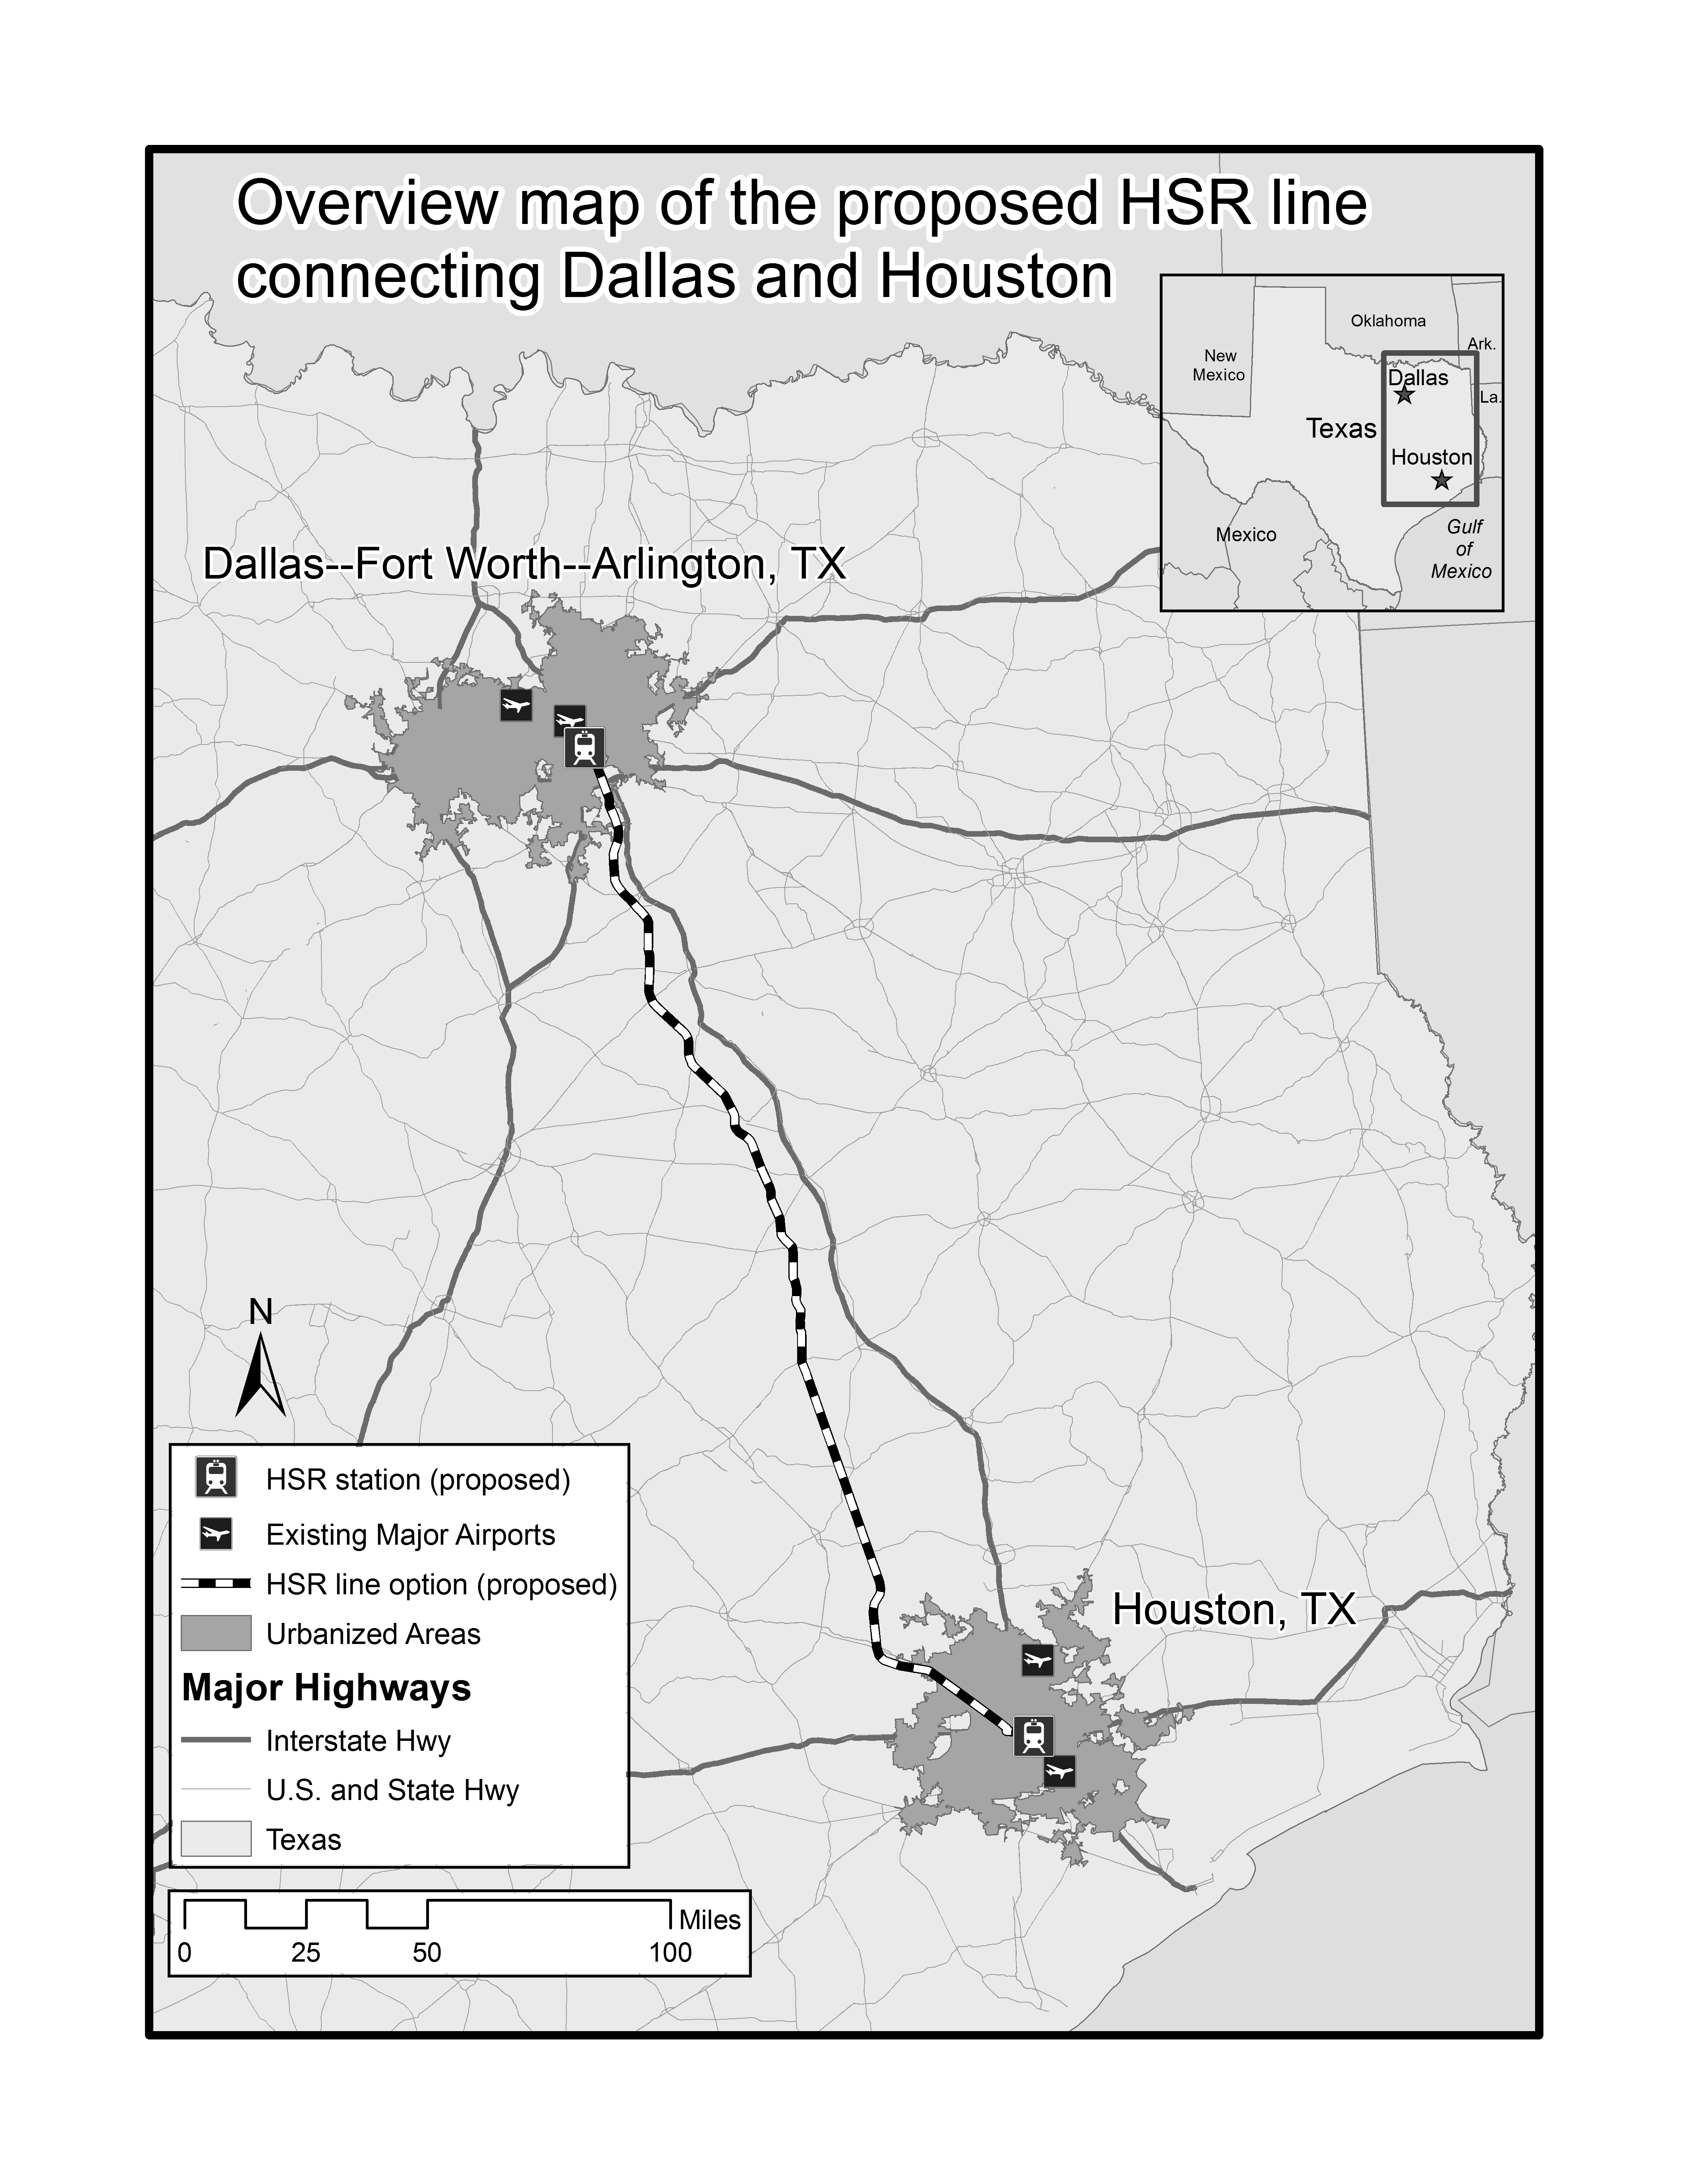 Overview map of the proposed HSR line
connecting Dallas and Houston
Oklahoma
Ark.
New
Mexico
Dallas
La.
Texas
Houston
Gulf
of
Mexico
Mexico
Dallas--Fort Worth--Arlington, TX
N
HSR station (proposed)
Existing Major Airports
HSR line option (proposed)
Urbanized Areas
Major Highways
Interstate Hwy
U.S. and State Hwy
Texas
Houston, TX
Miles
0 25 50 100